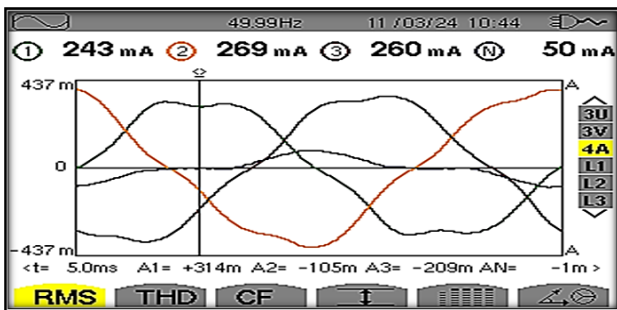 49.99Hz 11/03/24 10:44
1 243 mA 2 269 mA 3 260 mA N 50 mA
437 m A
3U
3V
4A
0 L1
L2
L3
-437 m A
<t= 5.0ms A1= +314m A2= -105m A3= -209m AN= -1m >
RMS THD CF